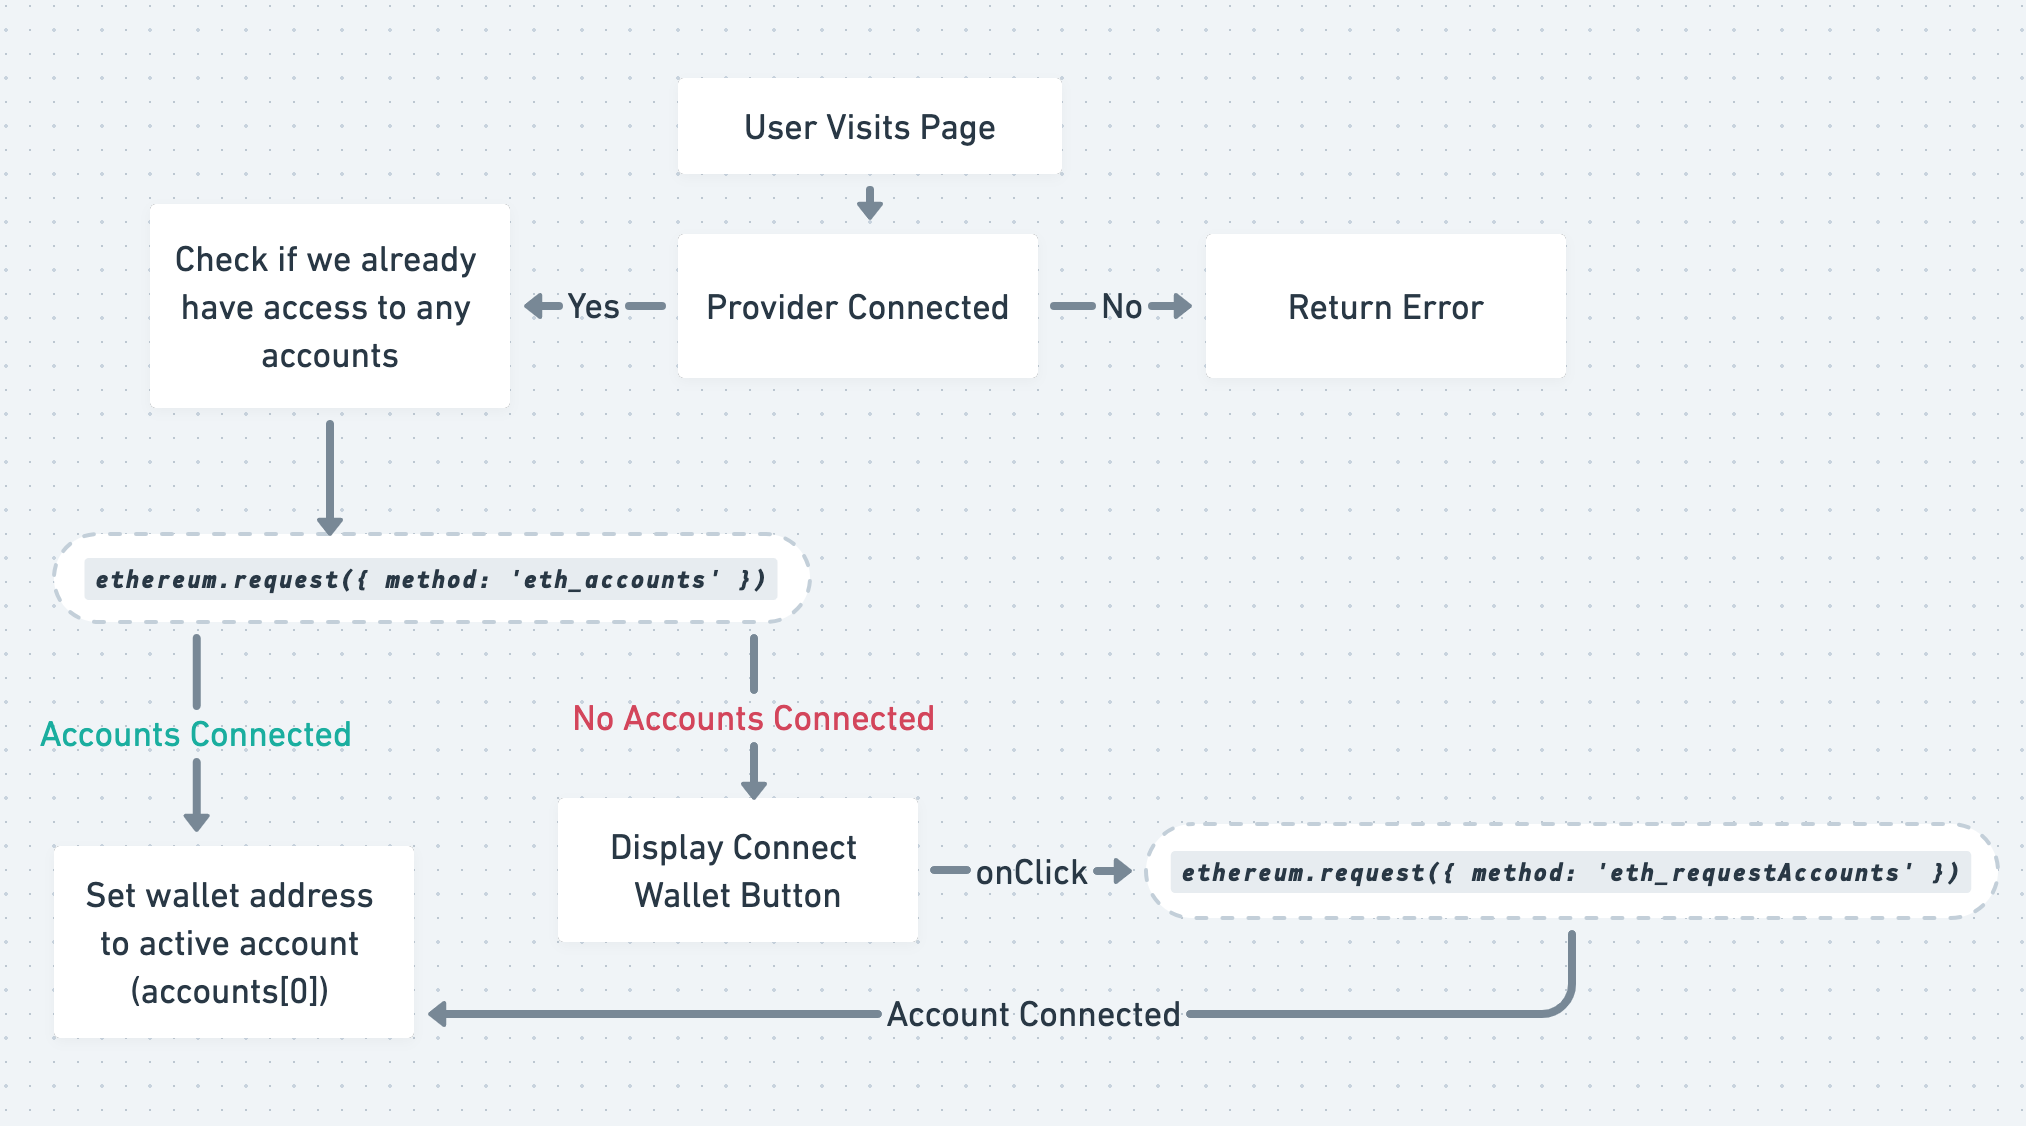 User Visits Page
Check if we already
have access to any
accounts
Yes
Provider Connected
No
Return Error
ethereum.request({ method: 'eth_accounts' })
Accounts Connected
No Accounts Connected
Set wallet address
to active account
(accounts[0])
Display Connect
Wallet Button
onClick
ethereum.request({ method: 'eth_requestAccounts' })
Account Connected